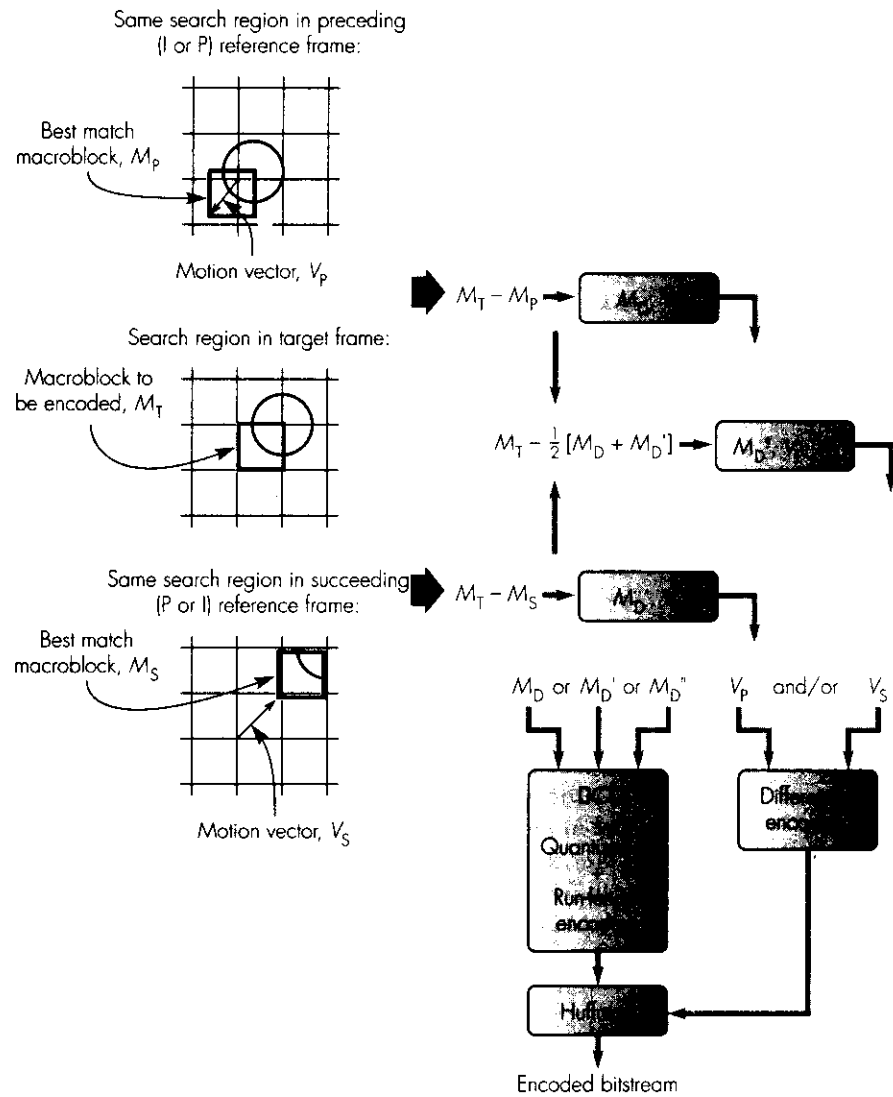 Same search region in preceding
(I or P) reference frame:
Best match
macroblock, M_P
Motion vector, V_P
M_T – M_P
Search region in target frame:
Macroblock to
be encoded, M_T
M_T – ½ [M_D + M_D']
M_D"
Same search region in succeeding
(P or I) reference frame:
M_T – M_S
M_D'
Best match
macroblock, M_S
Motion vector, V_S
M_D or M_D' or M_D"
V_P and/or V_S
Encoded bitstream